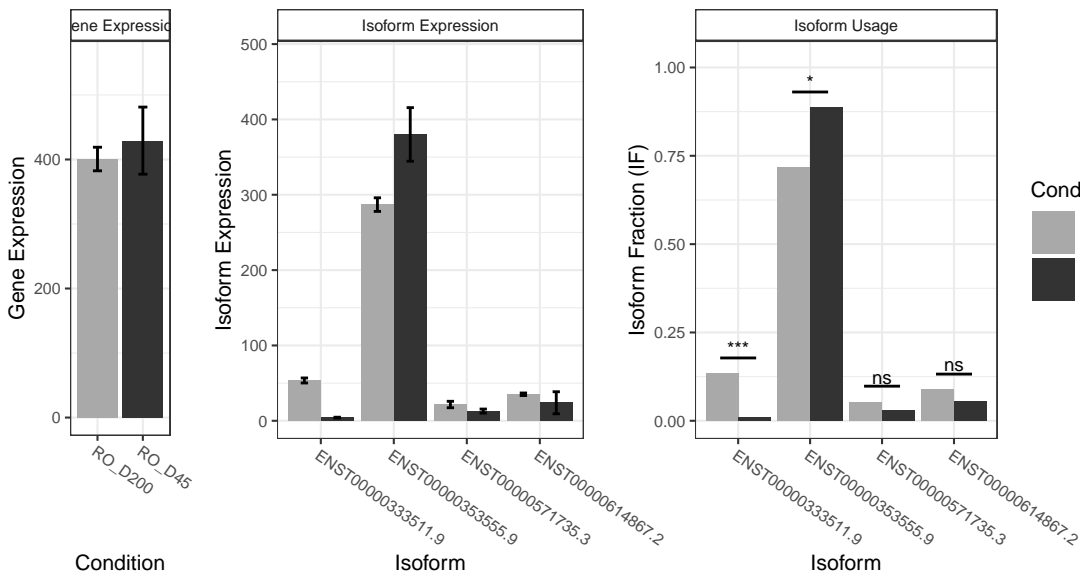 ene Expressio
Gene Expression
400
200
0
RO_D200
RO_D45
Condition
Isoform Expression
Isoform Expression
500
400
300
200
100
0
ENST00000333511.9
ENST00000353555.9
ENST00000571735.3
ENST00000614867.2
Isoform
Isoform Usage
Isoform Fraction (IF)
1.00
0.75
0.50
0.25
0.00
***
*
ns
ns
ENST00000333511.9
ENST00000353555.9
ENST00000571735.3
ENST00000614867.2
Isoform
Cond